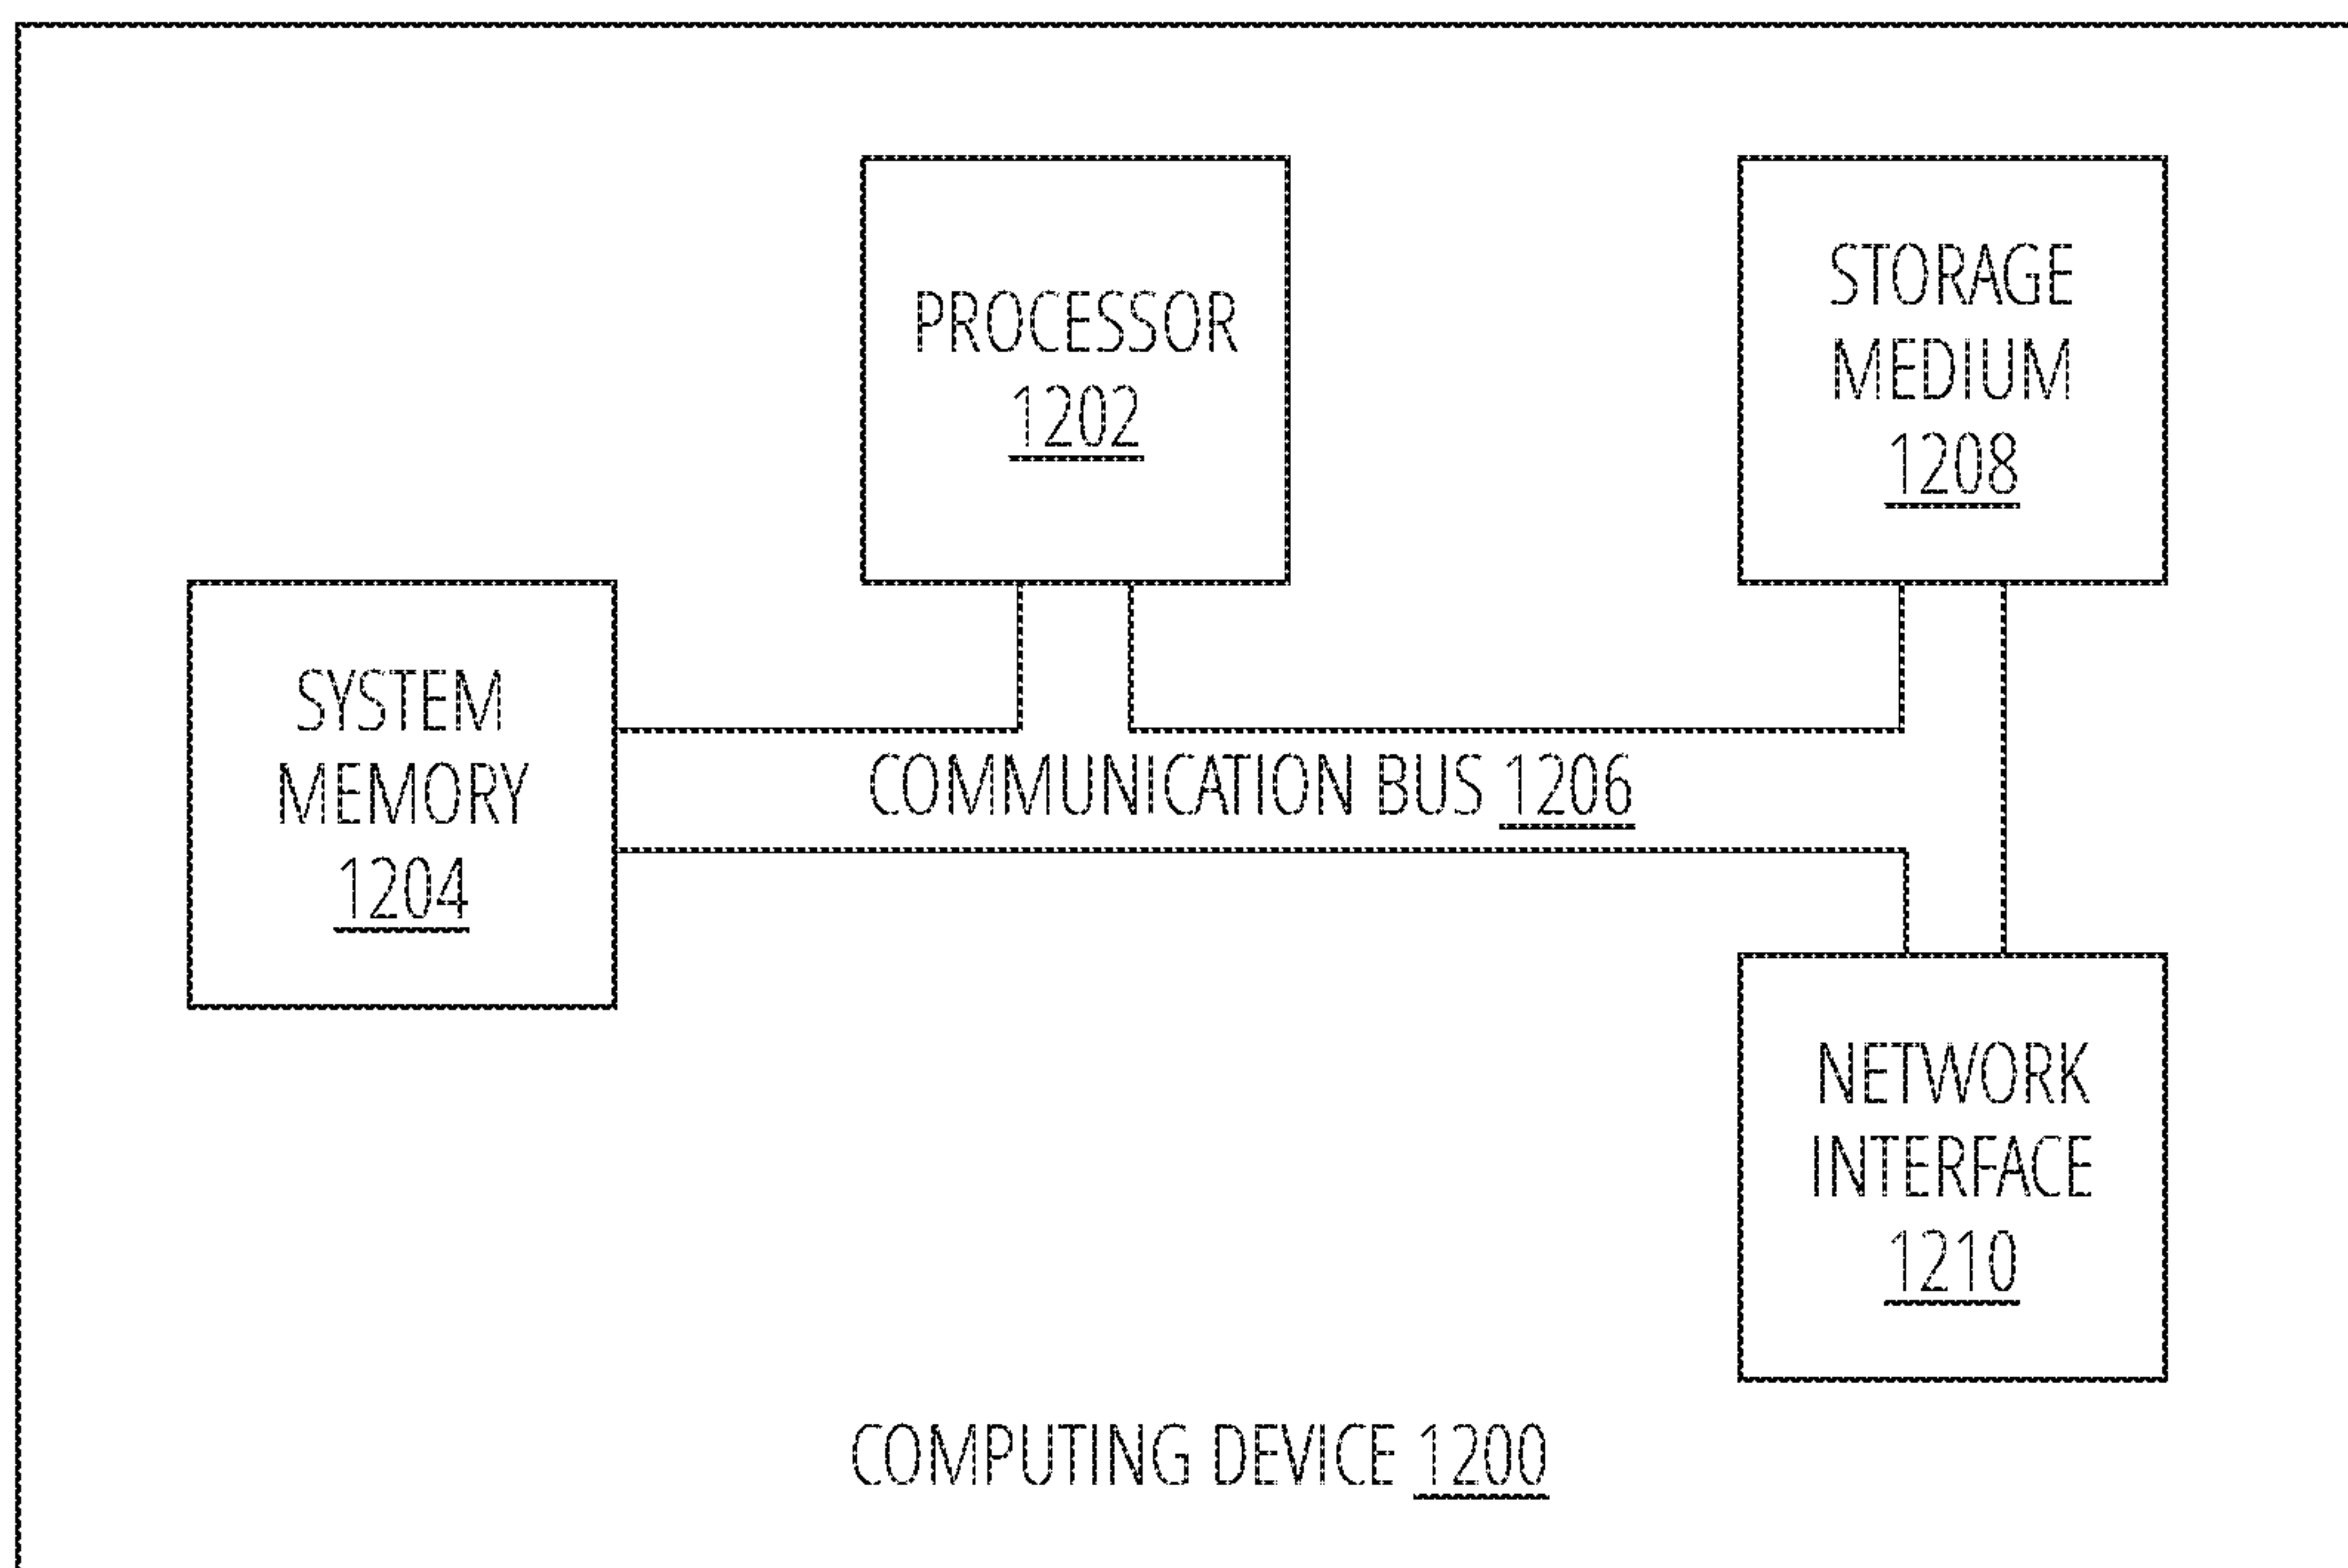 PROCESSOR
1202
STORAGE
MEDIUM
1208
SYSTEM
MEMORY
1204
COMMUNICATION BUS 1206
NETWORK
INTERFACE
1210
COMPUTING DEVICE 1200